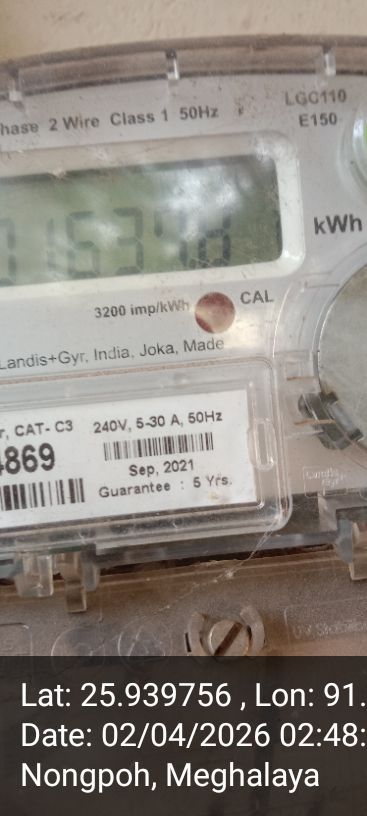 hase 2 Wire Class 1 50Hz
LGC110
E150
kWh
3200 imp/kWh
CAL
Landis+Gyr, India, Joka, Made
r, CAT- C3
240V, 5-30 A, 50Hz
4869
Sep, 2021
Guarantee : 5 Yrs.
Landis
Gyr
Lat: 25.939756 , Lon: 91.
Date: 02/04/2026 02:48:
Nongpoh, Meghalaya